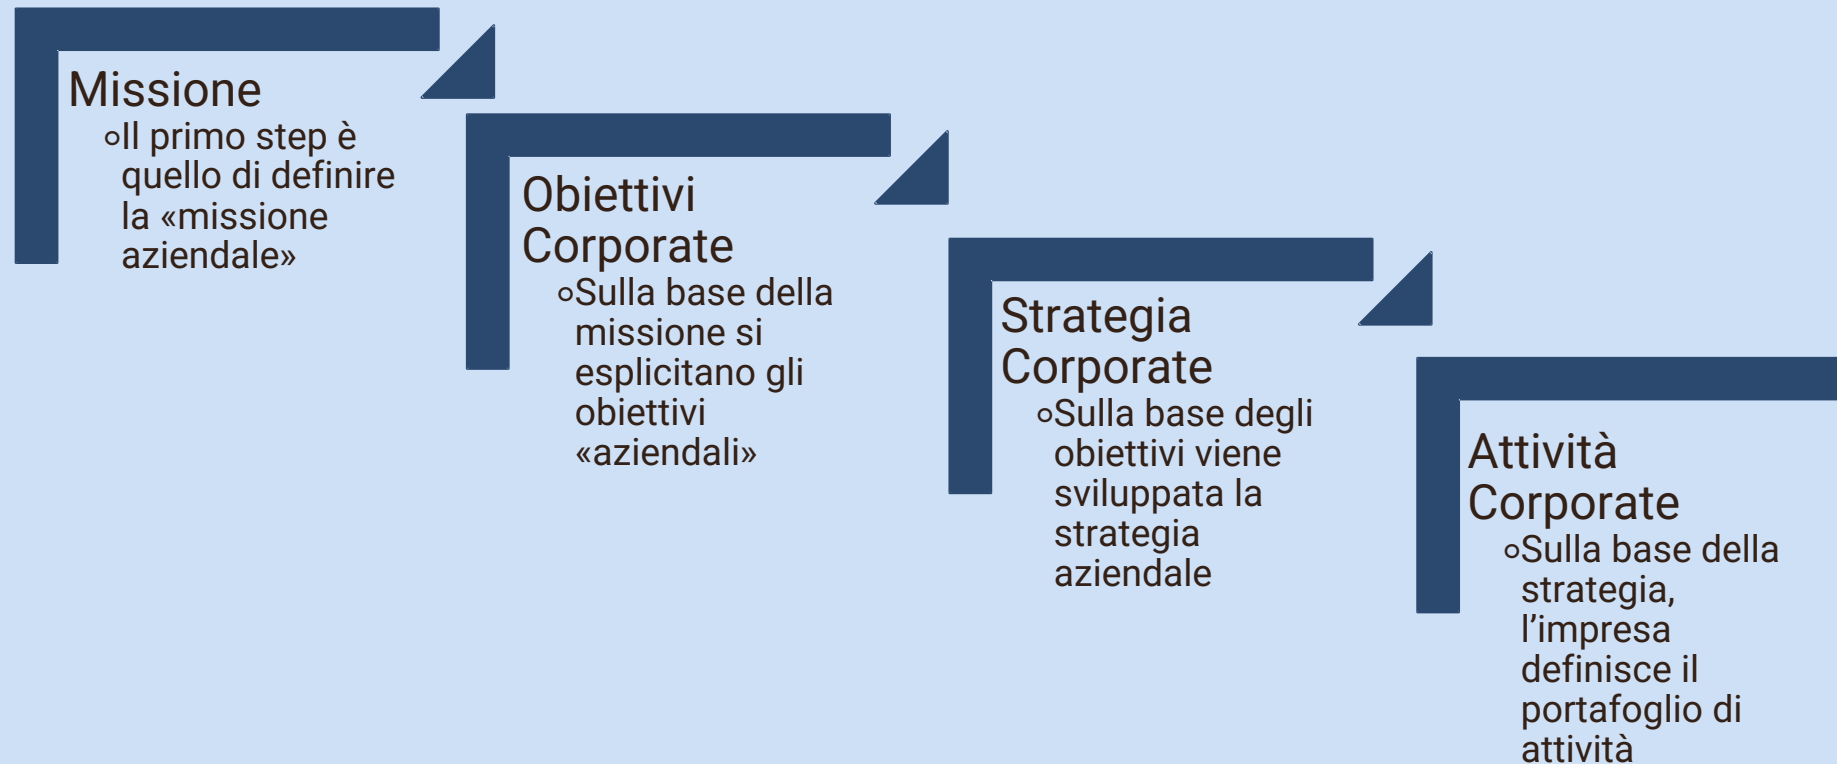 Missione
∘Il primo step è
quello di definire
la «missione
aziendale»
Obiettivi
Corporate
∘Sulla base della
missione si
esplicitano gli
obiettivi
«aziendali»
Strategia
Corporate
∘Sulla base degli
obiettivi viene
sviluppata la
strategia
aziendale
Attività
Corporate
∘Sulla base della
strategia,
l’impresa
definisce il
portafoglio di
attività